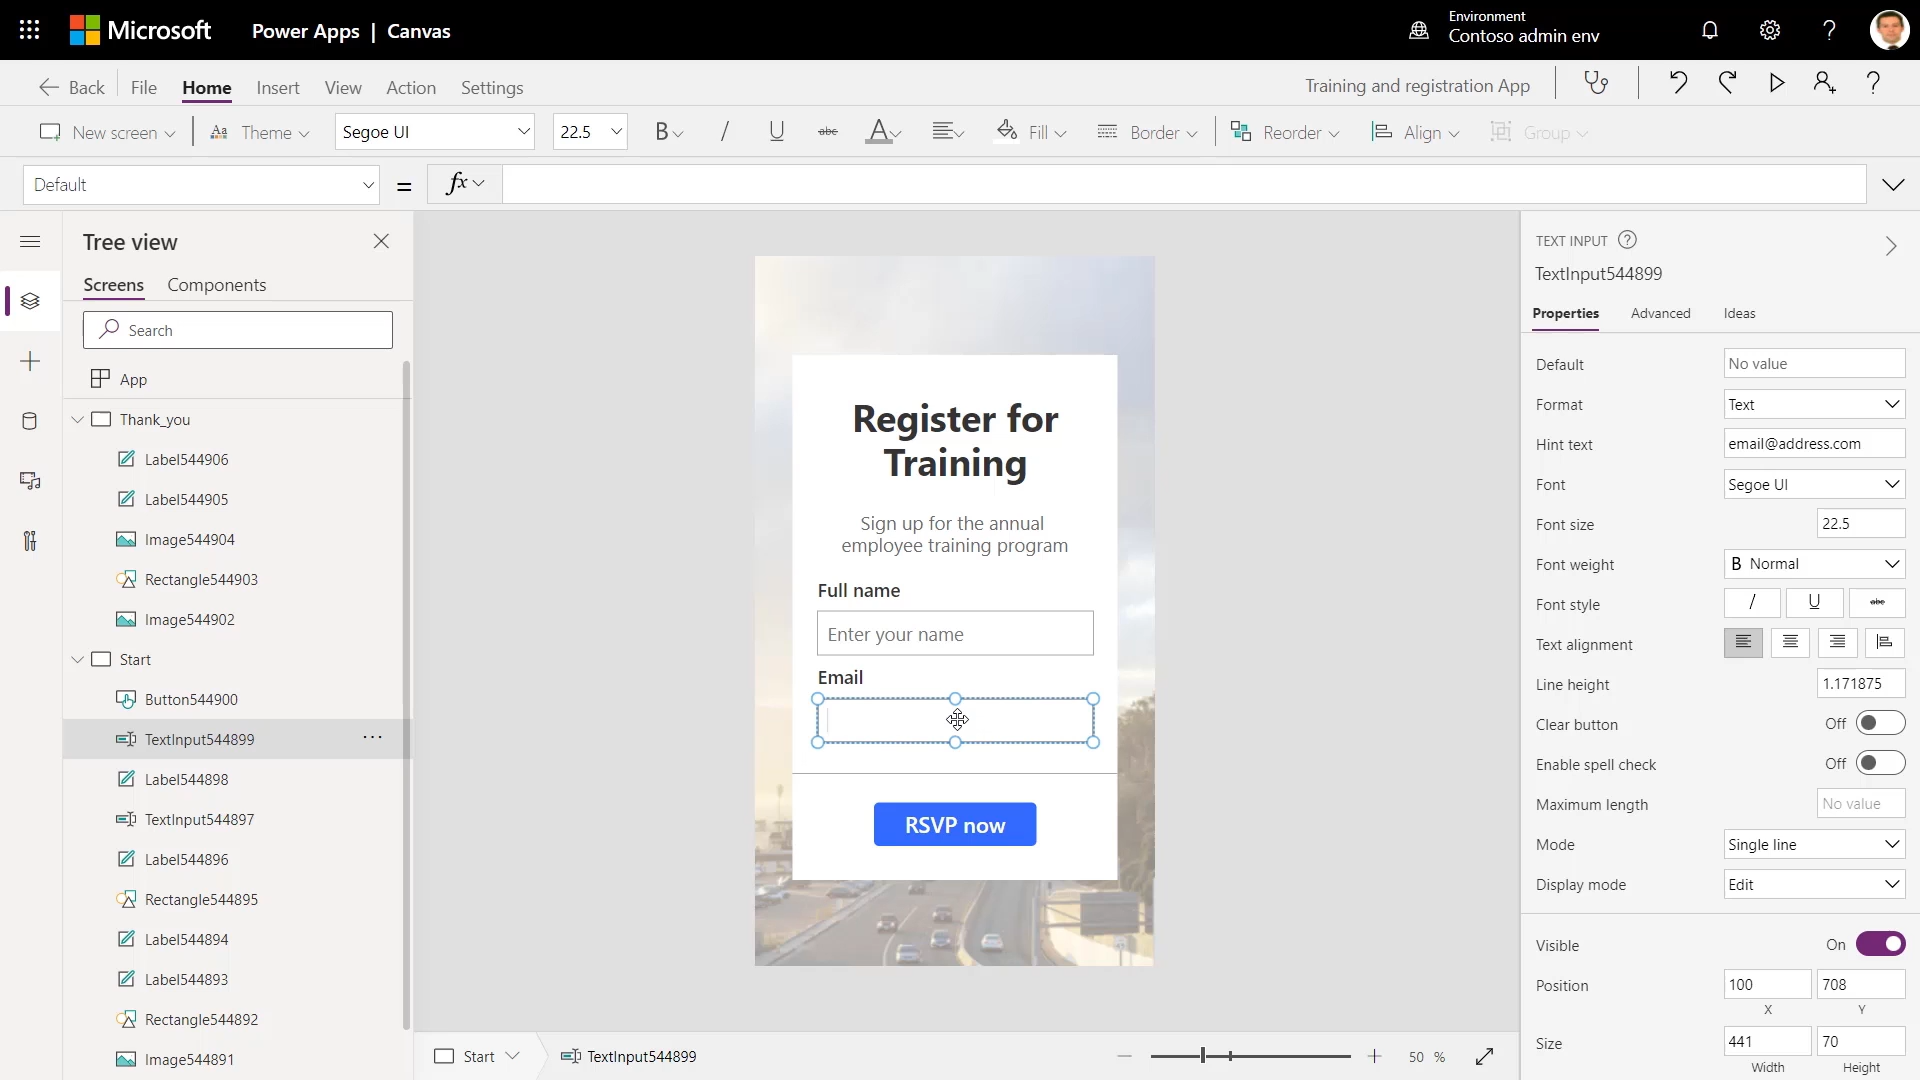 Microsoft
Power Apps | Canvas
Environment
Contoso admin env
?
Back
File
Home
Insert
View
Action
Settings
Training and registration App
?
New screen
Theme
Segoe UI
22.5
B
/
U
abc
A
Fill
Border
Reorder
Align
Group
Default
=
fx
Tree view
Screens
Components
Search
App
Thank_you
Label544906
Label544905
Image544904
Rectangle544903
Image544902
Start
Button544900
TextInput544899
...
Label544898
TextInput544897
Label544896
Rectangle544895
Label544894
Label544893
Rectangle544892
Image544891
Register for
Training
Sign up for the annual
employee training program
Full name
Enter your name
Email
RSVP now
Start
TextInput544899
50 %
TEXT INPUT ?
TextInput544899
Properties
Advanced
Ideas
Default
No value
Format
Text
Hint text
email@address.com
Font
Segoe UI
Font size
22.5
Font weight
B Normal
Font style
/
U
abc
Text alignment
Line height
1.171875
Clear button
Off
Enable spell check
Off
Maximum length
No value
Mode
Single line
Display mode
Edit
Visible
On
Position
100
708
X
Y
Size
441
70
Width
Height